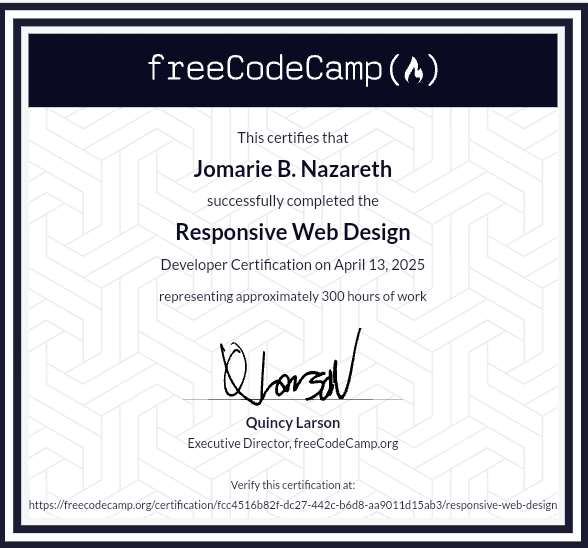 freeCodeCamp
This certifies that
Jomarie B. Nazareth
successfully completed the
Responsive Web Design
Developer Certification on April 13, 2025
representing approximately 300 hours of work
Quincy Larson
Executive Director, freeCodeCamp.org
Verify this certification at:
https://freecodecamp.org/certification/fcc4516b82f-dc27-442c-b6d8-aa9011d15ab3/responsive-web-design